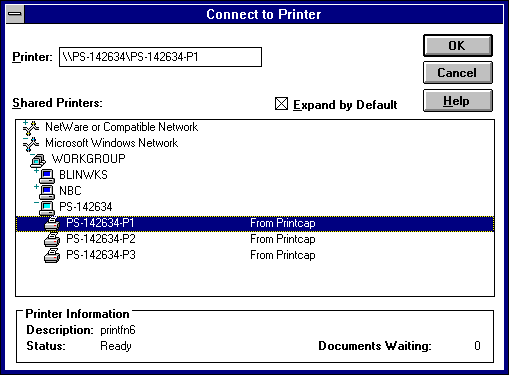 Connect to Printer
Printer: \\PS-142634\PS-142634-P1
OK
Cancel
Help
Shared Printers:
Expand by Default
NetWare or Compatible Network
Microsoft Windows Network
WORKGROUP
BLINWKS
NBC
PS-142634
PS-142634-P1 From Printcap
PS-142634-P2 From Printcap
PS-142634-P3 From Printcap
Printer Information
Description: printfn6
Status: Ready Documents Waiting: 0